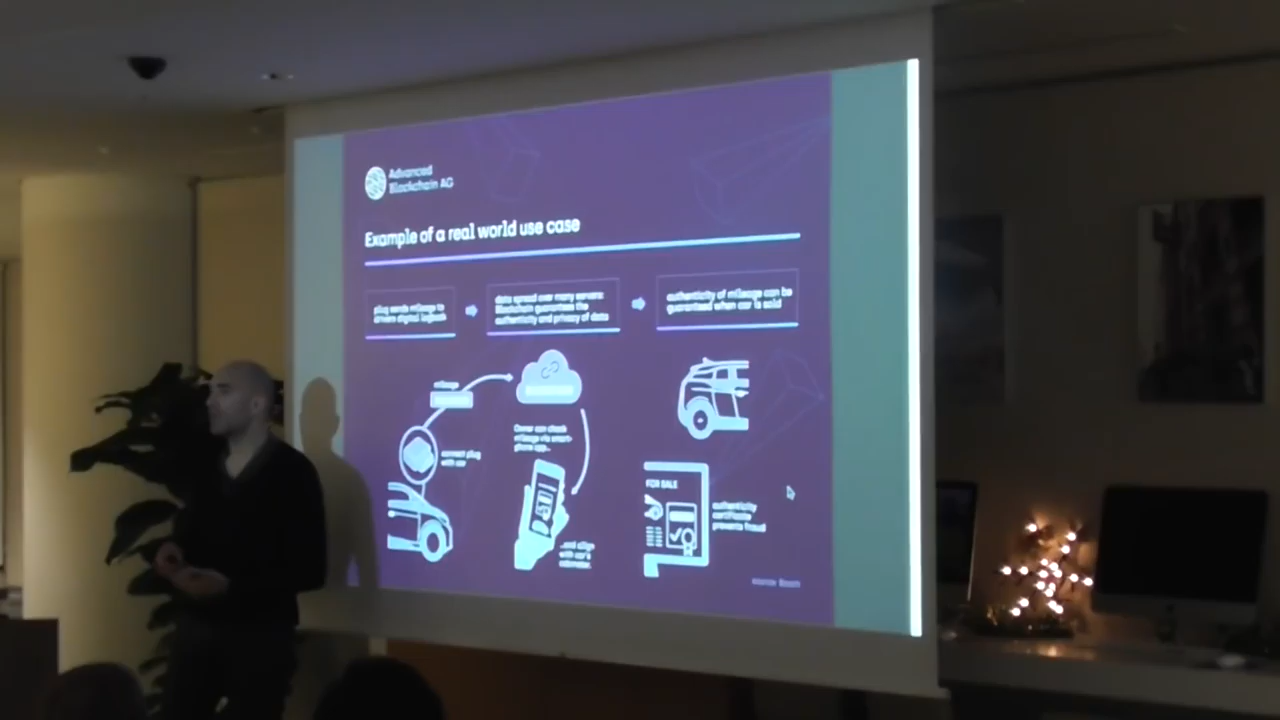 Advanced
Blockchain AG
Example of a real world use case
plug sends mileage to
drivers digital logbook
data spread over many servers:
Blockchain guarantees the
authenticity and privacy of data
authenticity of mileage can be
guaranteed when car is sold
mileage
connect plug
with car
Owner can check
mileage via smart-
phone app...
...and align
with car's
odometer.
FOR SALE
authenticity
certificate
prevents fraud
source: Bosch